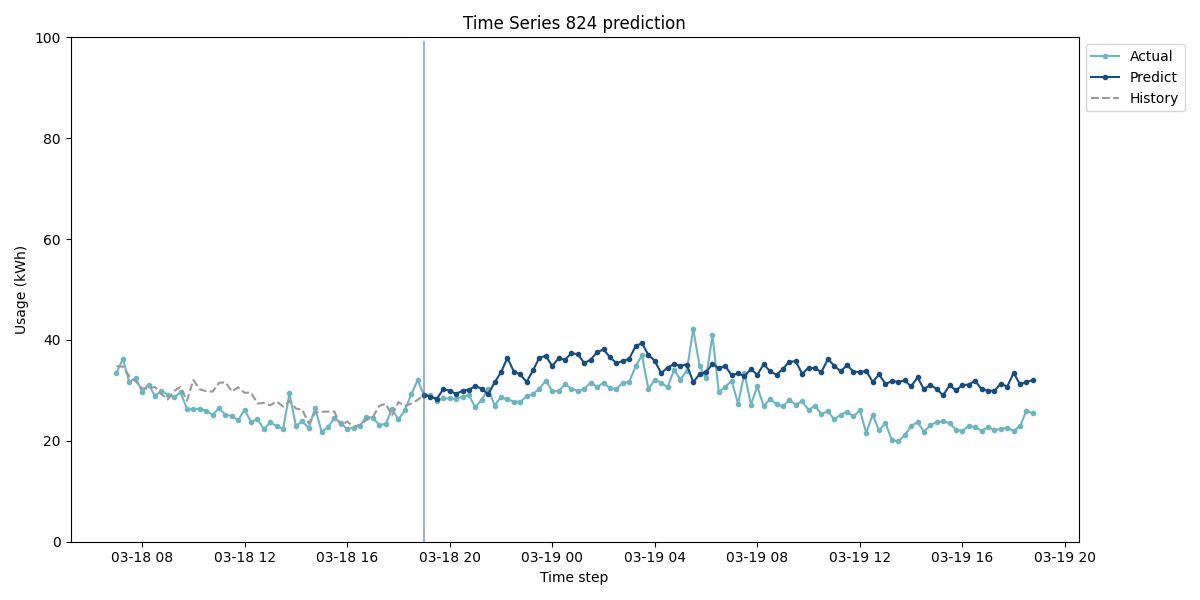 Time Series 824 prediction
100
80
60
40
20
0
Usage (kWh)
03-18 08
03-18 12
03-18 16
03-18 20
03-19 00
03-19 04
03-19 08
03-19 12
03-19 16
03-19 20
Time step
Actual
Predict
History